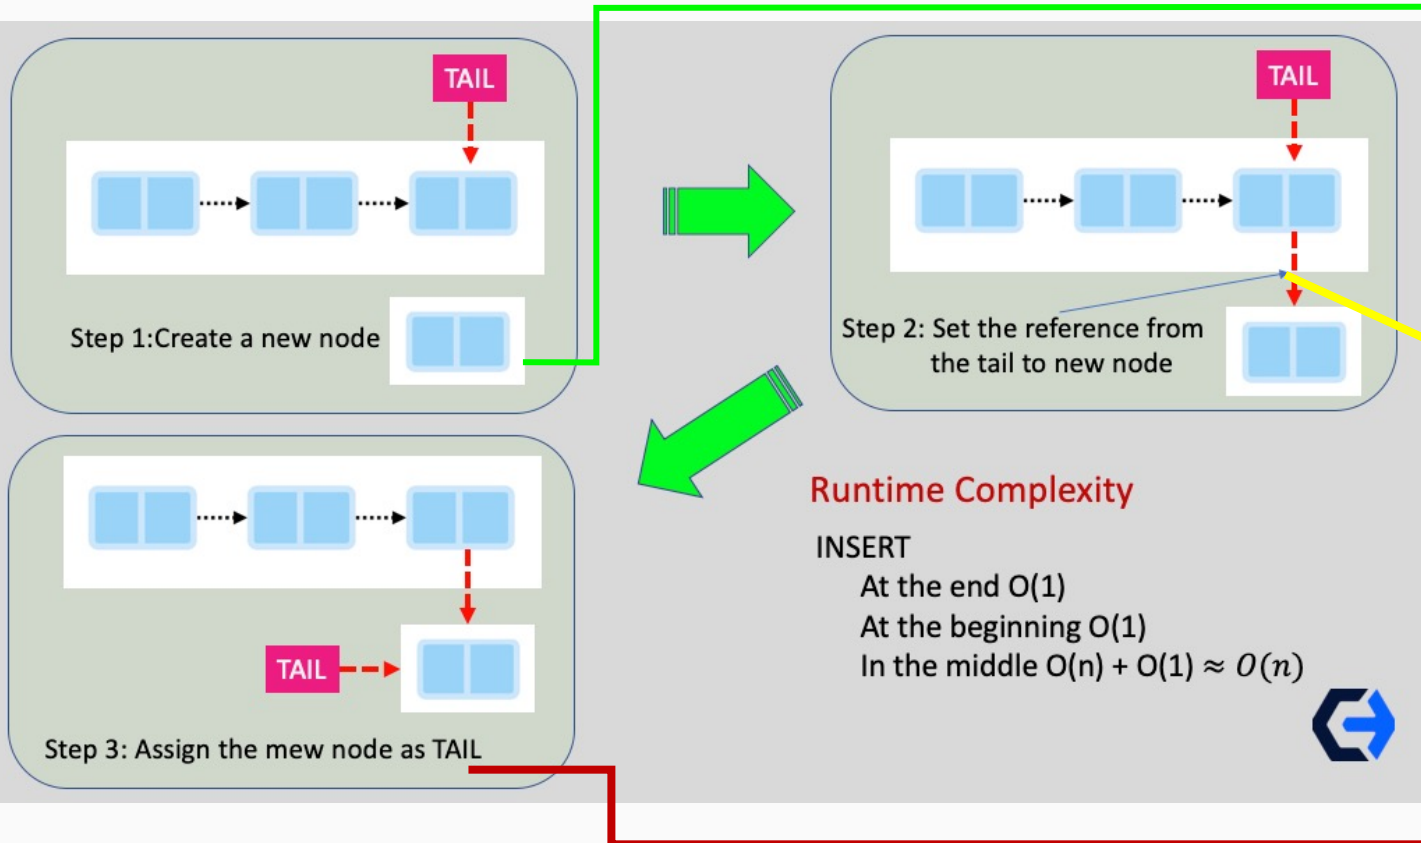 TAIL
Step 1:Create a new node
TAIL
Step 2: Set the reference from
the tail to new node
TAIL
Step 3: Assign the mew node as TAIL
Runtime Complexity
INSERT
At the end O(1)
At the beginning O(1)
In the middle O(n) + O(1) ≈ O(n)